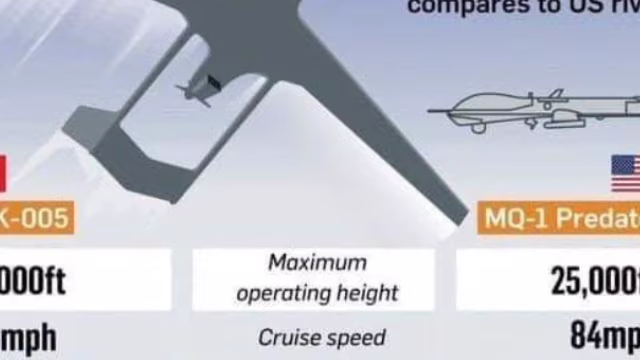 compares to US riv
K-005
MQ-1 Predat
000ft
Maximum
operating height
25,000f
mph
Cruise speed
84mp